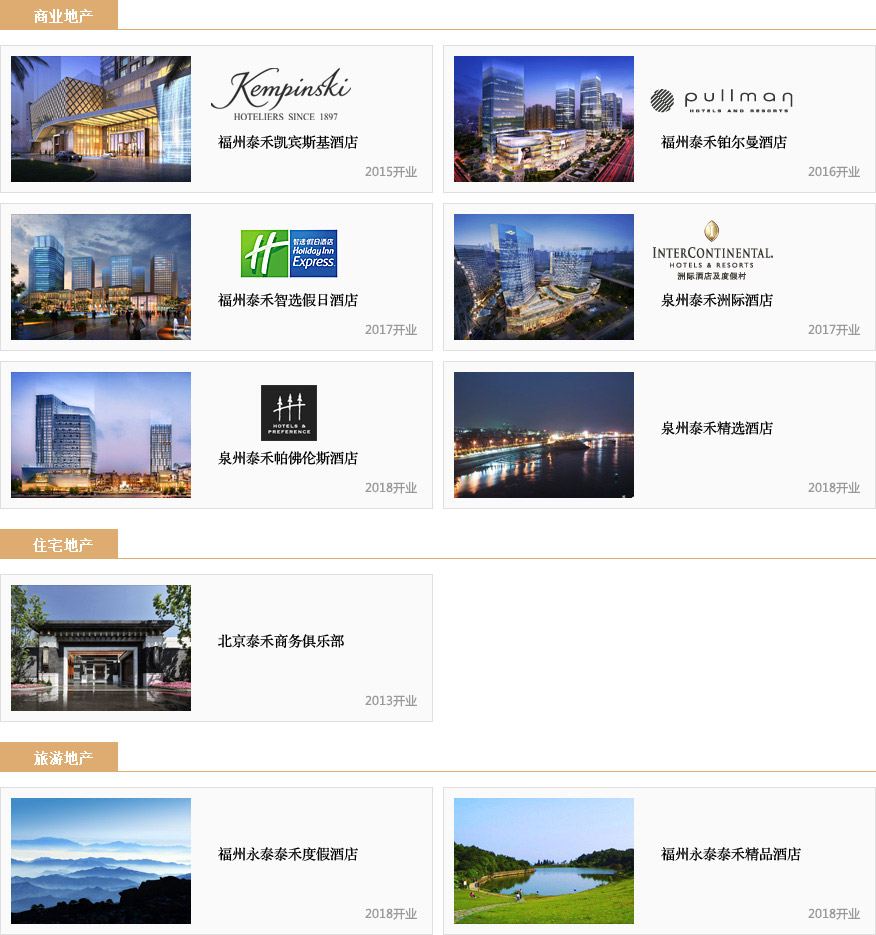 商业地产
Kempinski
HOTELIERS SINCE 1897
福州泰禾凯宾斯基酒店
2015开业
pullman
HOTELS AND RESORTS
福州泰禾铂尔曼酒店
2016开业
H
智选假日酒店
Holiday Inn
Express
福州泰禾智选假日酒店
2017开业
INTERCONTINENTAL.
HOTELS & RESORTS
洲际酒店及度假村
泉州泰禾洲际酒店
2017开业
HOTELS &
PREFERENCE
泉州泰禾帕佛伦斯酒店
2018开业
泉州泰禾精选酒店
2018开业
住宅地产
北京泰禾商务俱乐部
2013开业
旅游地产
福州永泰泰禾度假酒店
2018开业
福州永泰泰禾精品酒店
2018开业